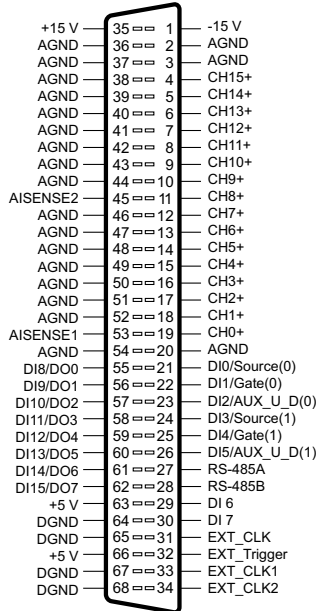 +15 V 35 1 -15 V
AGND 36 2 AGND
AGND 37 3 AGND
AGND 38 4 CH15+
AGND 39 5 CH14+
AGND 40 6 CH13+
AGND 41 7 CH12+
AGND 42 8 CH11+
AGND 43 9 CH10+
AGND 44 10 CH9+
AISENSE2 45 11 CH8+
AGND 46 12 CH7+
AGND 47 13 CH6+
AGND 48 14 CH5+
AGND 49 15 CH4+
AGND 50 16 CH3+
AGND 51 17 CH2+
AGND 52 18 CH1+
AISENSE1 53 19 CH0+
AGND 54 20 AGND
DI8/DO0 55 21 DI0/Source(0)
DI9/DO1 56 22 DI1/Gate(0)
DI10/DO2 57 23 DI2/AUX_U_D(0)
DI11/DO3 58 24 DI3/Source(1)
DI12/DO4 59 25 DI4/Gate(1)
DI13/DO5 60 26 DI5/AUX_U_D(1)
DI14/DO6 61 27 RS-485A
DI15/DO7 62 28 RS-485B
+5 V 63 29 DI 6
DGND 64 30 DI 7
DGND 65 31 EXT_CLK
+5 V 66 32 EXT_Trigger
DGND 67 33 EXT_CLK1
DGND 68 34 EXT_CLK2